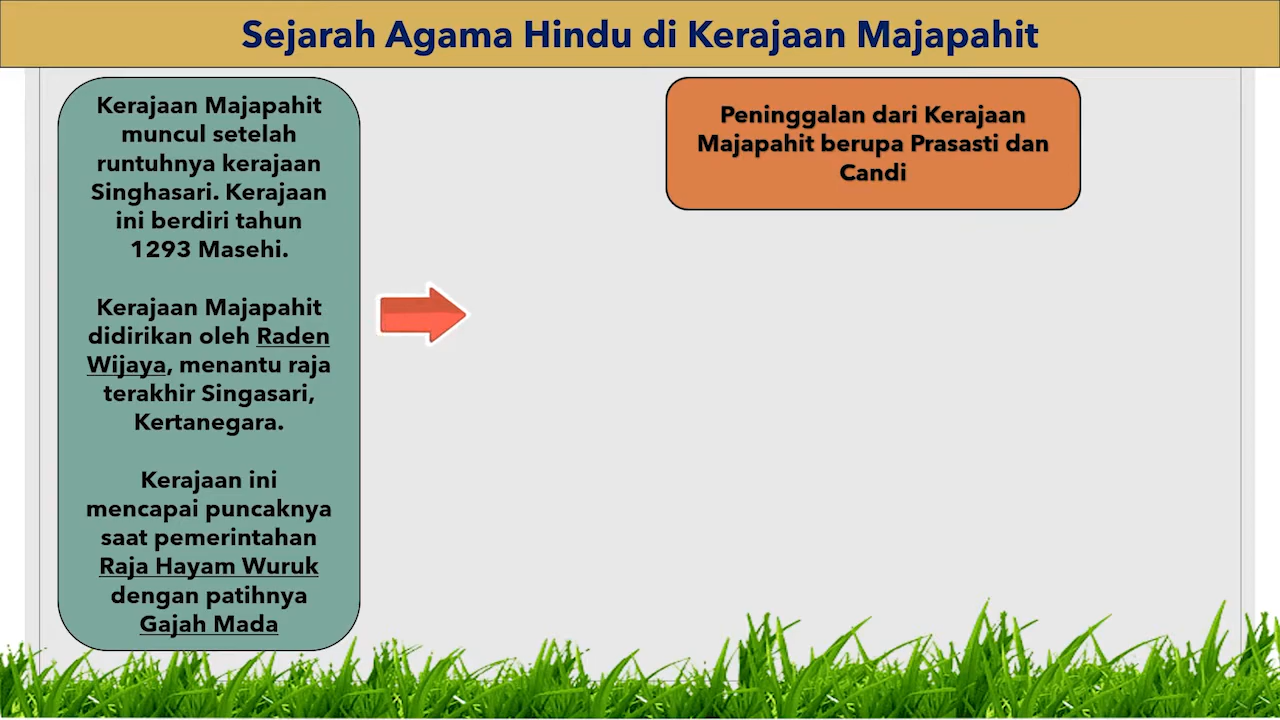 Sejarah Agama Hindu di Kerajaan Majapahit
Kerajaan Majapahit
muncul setelah
runtuhnya kerajaan
Singhasari. Kerajaan
ini berdiri tahun
1293 Masehi.
Kerajaan Majapahit
didirikan oleh Raden
Wijaya, menantu raja
terakhir Singasari,
Kertanegara.
Kerajaan ini
mencapai puncaknya
saat pemerintahan
Raja Hayam Wuruk
dengan patihnya
Gajah Mada
Peninggalan dari Kerajaan
Majapahit berupa Prasasti dan
Candi